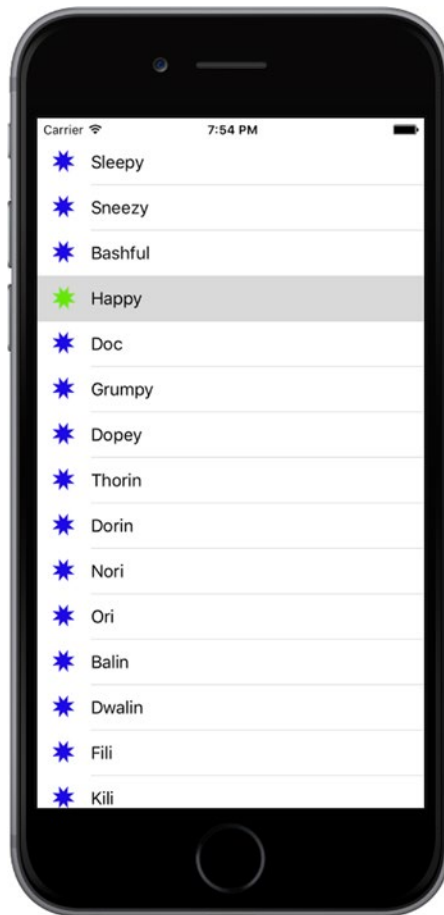 Carrier 7:54 PM
Sleepy
Sneezy
Bashful
Happy
Doc
Grumpy
Dopey
Thorin
Dorin
Nori
Ori
Balin
Dwalin
Fili
Kili